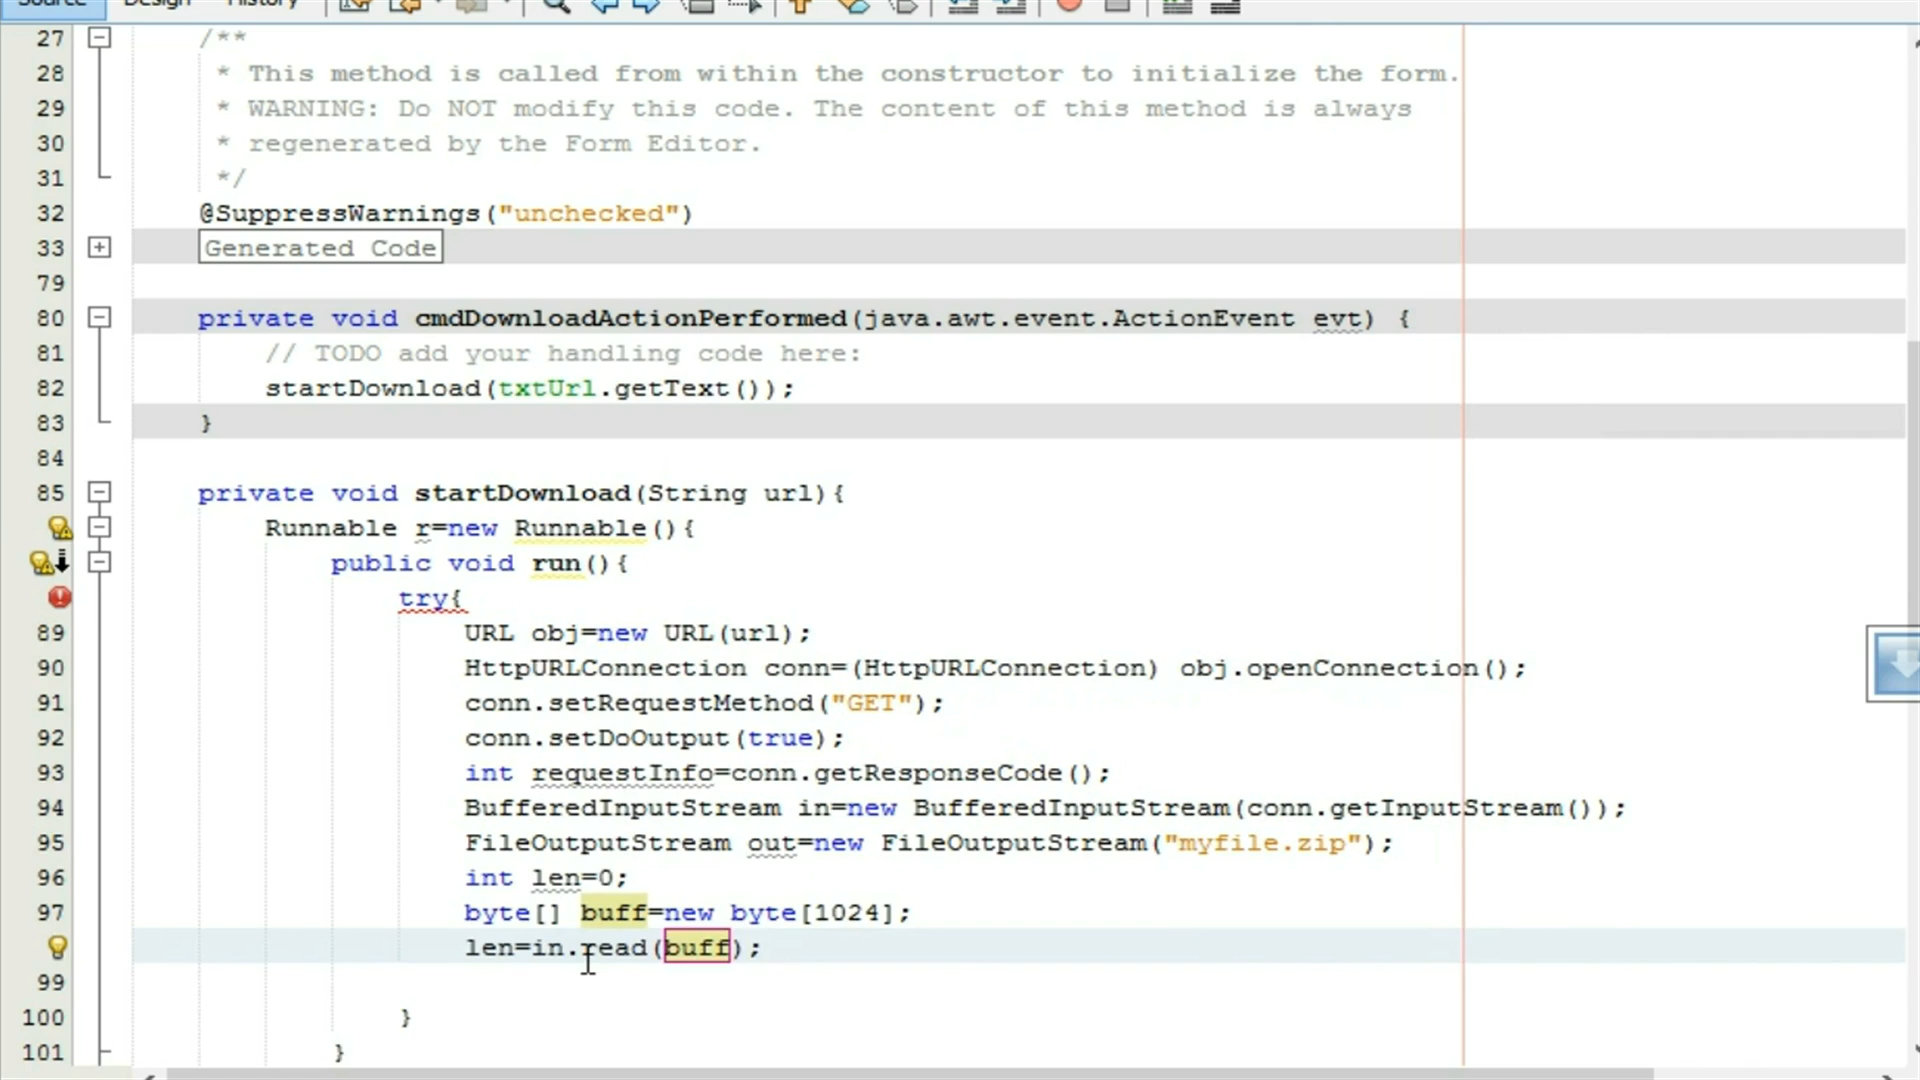 Source Design History
27 /**
28 * This method is called from within the constructor to initialize the form.
29 * WARNING: Do NOT modify this code. The content of this method is always
30 * regenerated by the Form Editor.
31 */
32 @SuppressWarnings("unchecked")
33 Generated Code
79
80 private void cmdDownloadActionPerformed(java.awt.event.ActionEvent evt) {
81 // TODO add your handling code here:
82 startDownload(txtUrl.getText());
83 }
84
85 private void startDownload(String url){
Runnable r=new Runnable(){
public void run(){
try{
89 URL obj=new URL(url);
90 HttpURLConnection conn=(HttpURLConnection) obj.openConnection();
91 conn.setRequestMethod("GET");
92 conn.setDoOutput(true);
93 int requestInfo=conn.getResponseCode();
94 BufferedInputStream in=new BufferedInputStream(conn.getInputStream());
95 FileOutputStream out=new FileOutputStream("myfile.zip");
96 int len=0;
97 byte[] buff=new byte[1024];
len=in.read(buff);
99
100 }
101 }